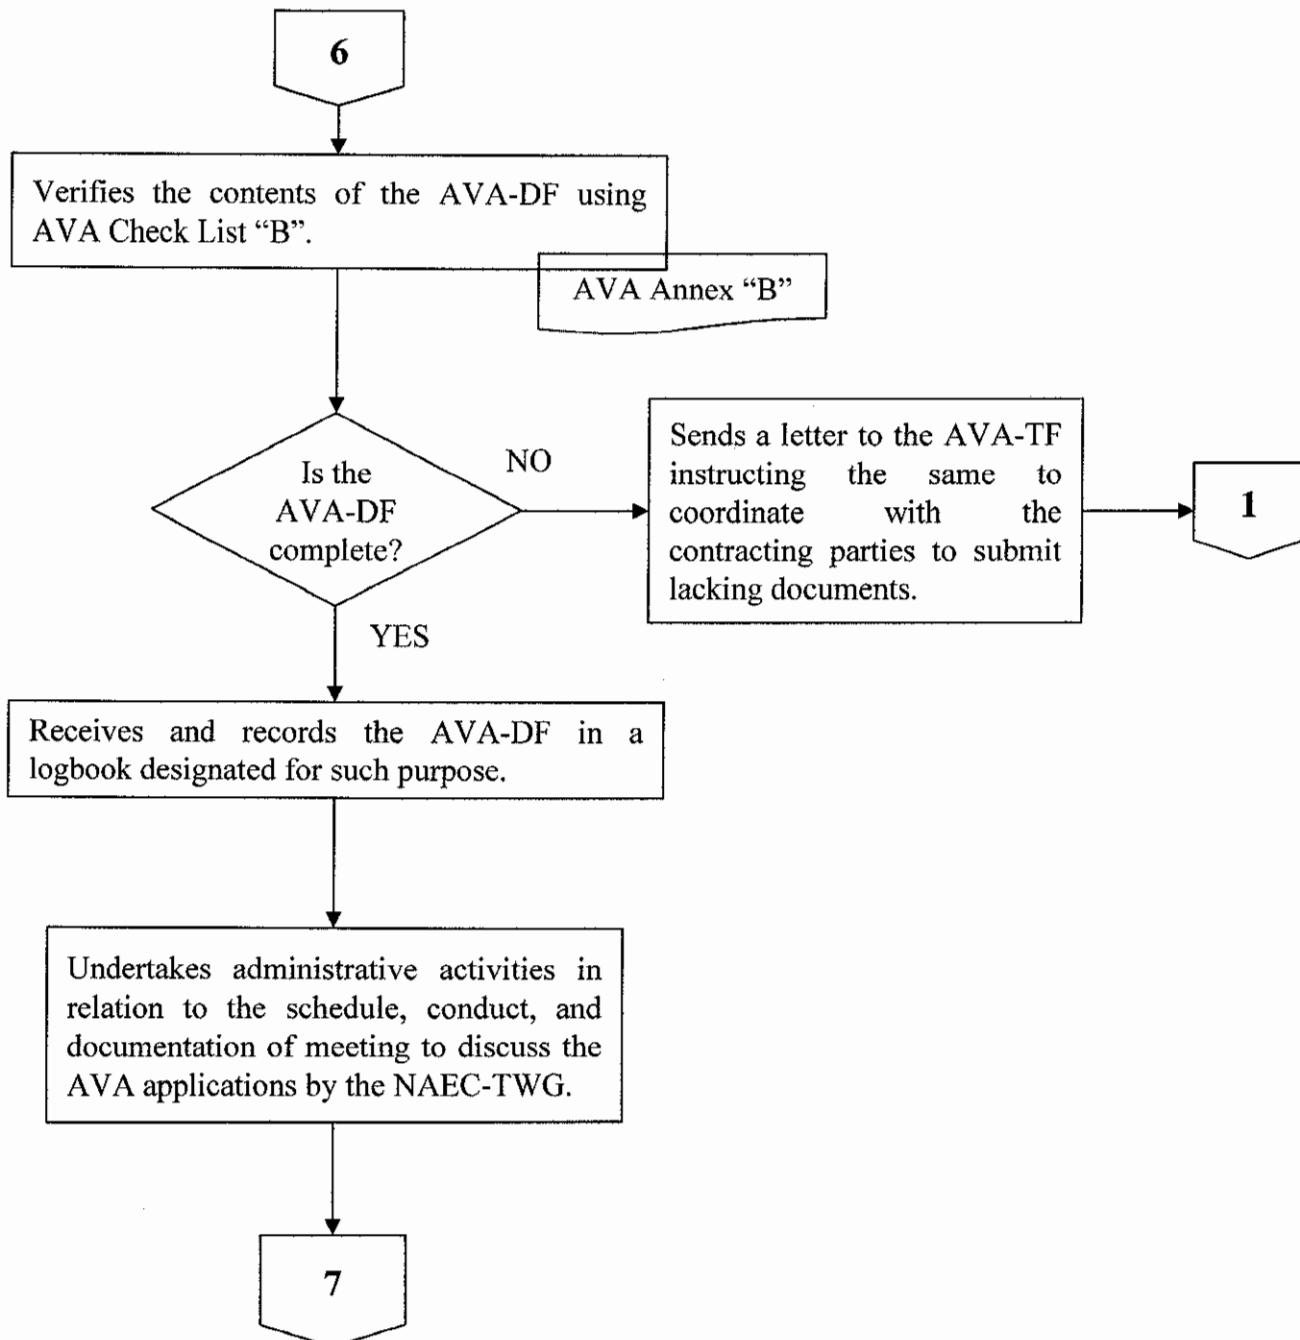 6
Verifies the contents of the AVA-DF using
AVA Check List “B”.
AVA Annex “B”
Is the
AVA-DF
complete?
NO
Sends a letter to the AVA-TF
instructing the same to
coordinate with the
contracting parties to submit
lacking documents.
1
YES
Receives and records the AVA-DF in a
logbook designated for such purpose.
Undertakes administrative activities in
relation to the schedule, conduct, and
documentation of meeting to discuss the
AVA applications by the NAEC-TWG.
7